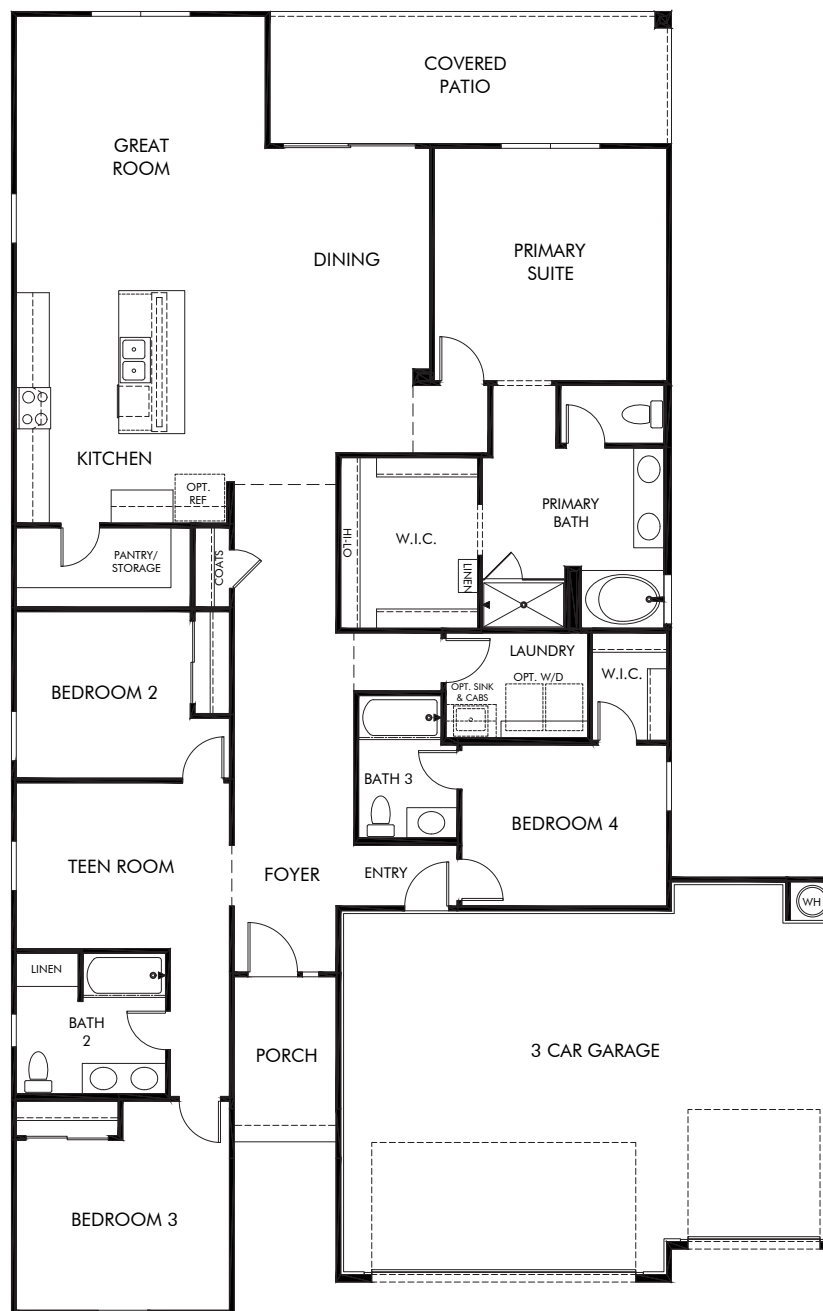 COVERED
PATIO
GREAT
ROOM
DINING
PRIMARY
SUITE
KITCHEN
OPT.
REF
HI-LO
W.I.C.
LINEN
PRIMARY
BATH
PANTRY/
STORAGE
COATS
BEDROOM 2
LAUNDRY
OPT. SINK
& CABS
OPT. W/D
W.I.C.
BATH 3
BEDROOM 4
TEEN ROOM
FOYER
ENTRY
WH
LINEN
BATH
2
PORCH
3 CAR GARAGE
BEDROOM 3